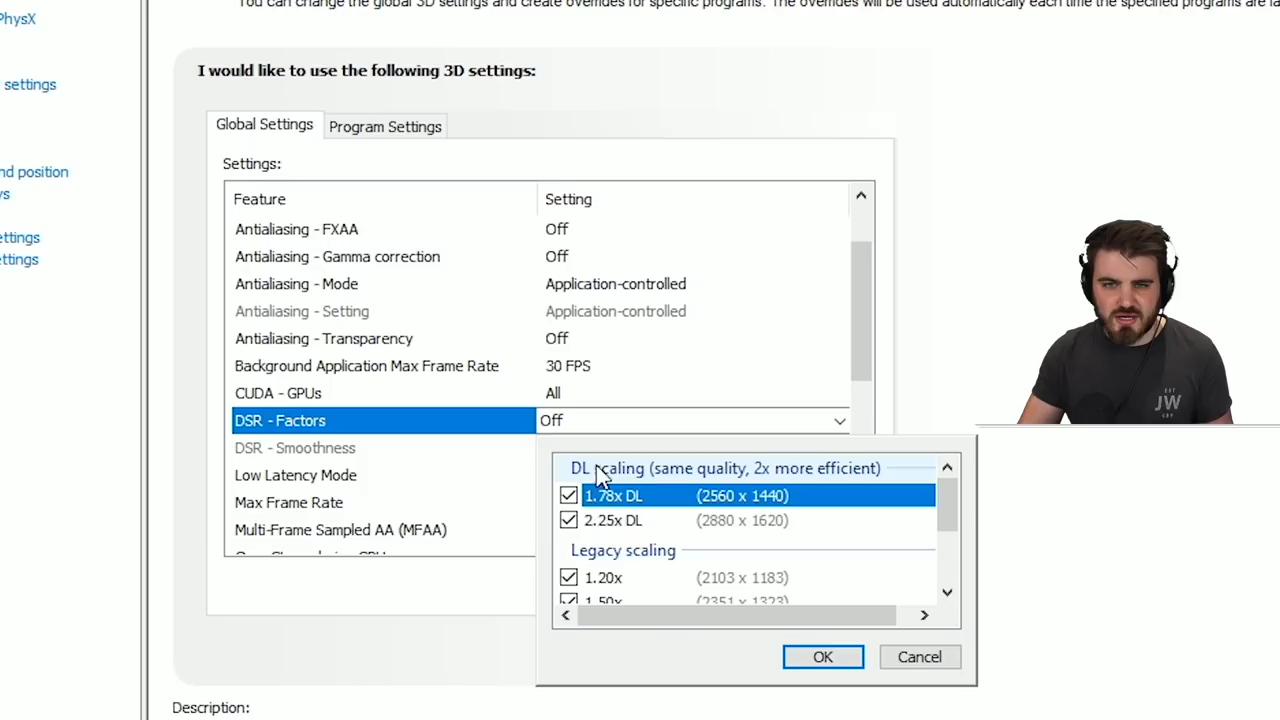 You can change the global 3D settings and create overrides for specific programs. The overrides will be used automatically each time the specified programs are la
PhysX
I would like to use the following 3D settings:
settings
Global Settings
Program Settings
Settings:
nd position
Feature
Setting
ys
Antialiasing - FXAA
Off
ettings
Antialiasing - Gamma correction
Off
ettings
Antialiasing - Mode
Application-controlled
Antialiasing - Setting
Application-controlled
Antialiasing - Transparency
Off
Background Application Max Frame Rate
30 FPS
CUDA - GPUs
All
JW
DSR - Factors
Off
DSR - Smoothness
DL scaling (same quality, 2x more efficient)
Low Latency Mode
1.78x DL (2560 x 1440)
Max Frame Rate
2.25x DL (2880 x 1620)
Multi-Frame Sampled AA (MFAA)
Legacy scaling
1.20x (2103 x 1183)
1.50x (2351 x 1323)
OK
Cancel
Description: